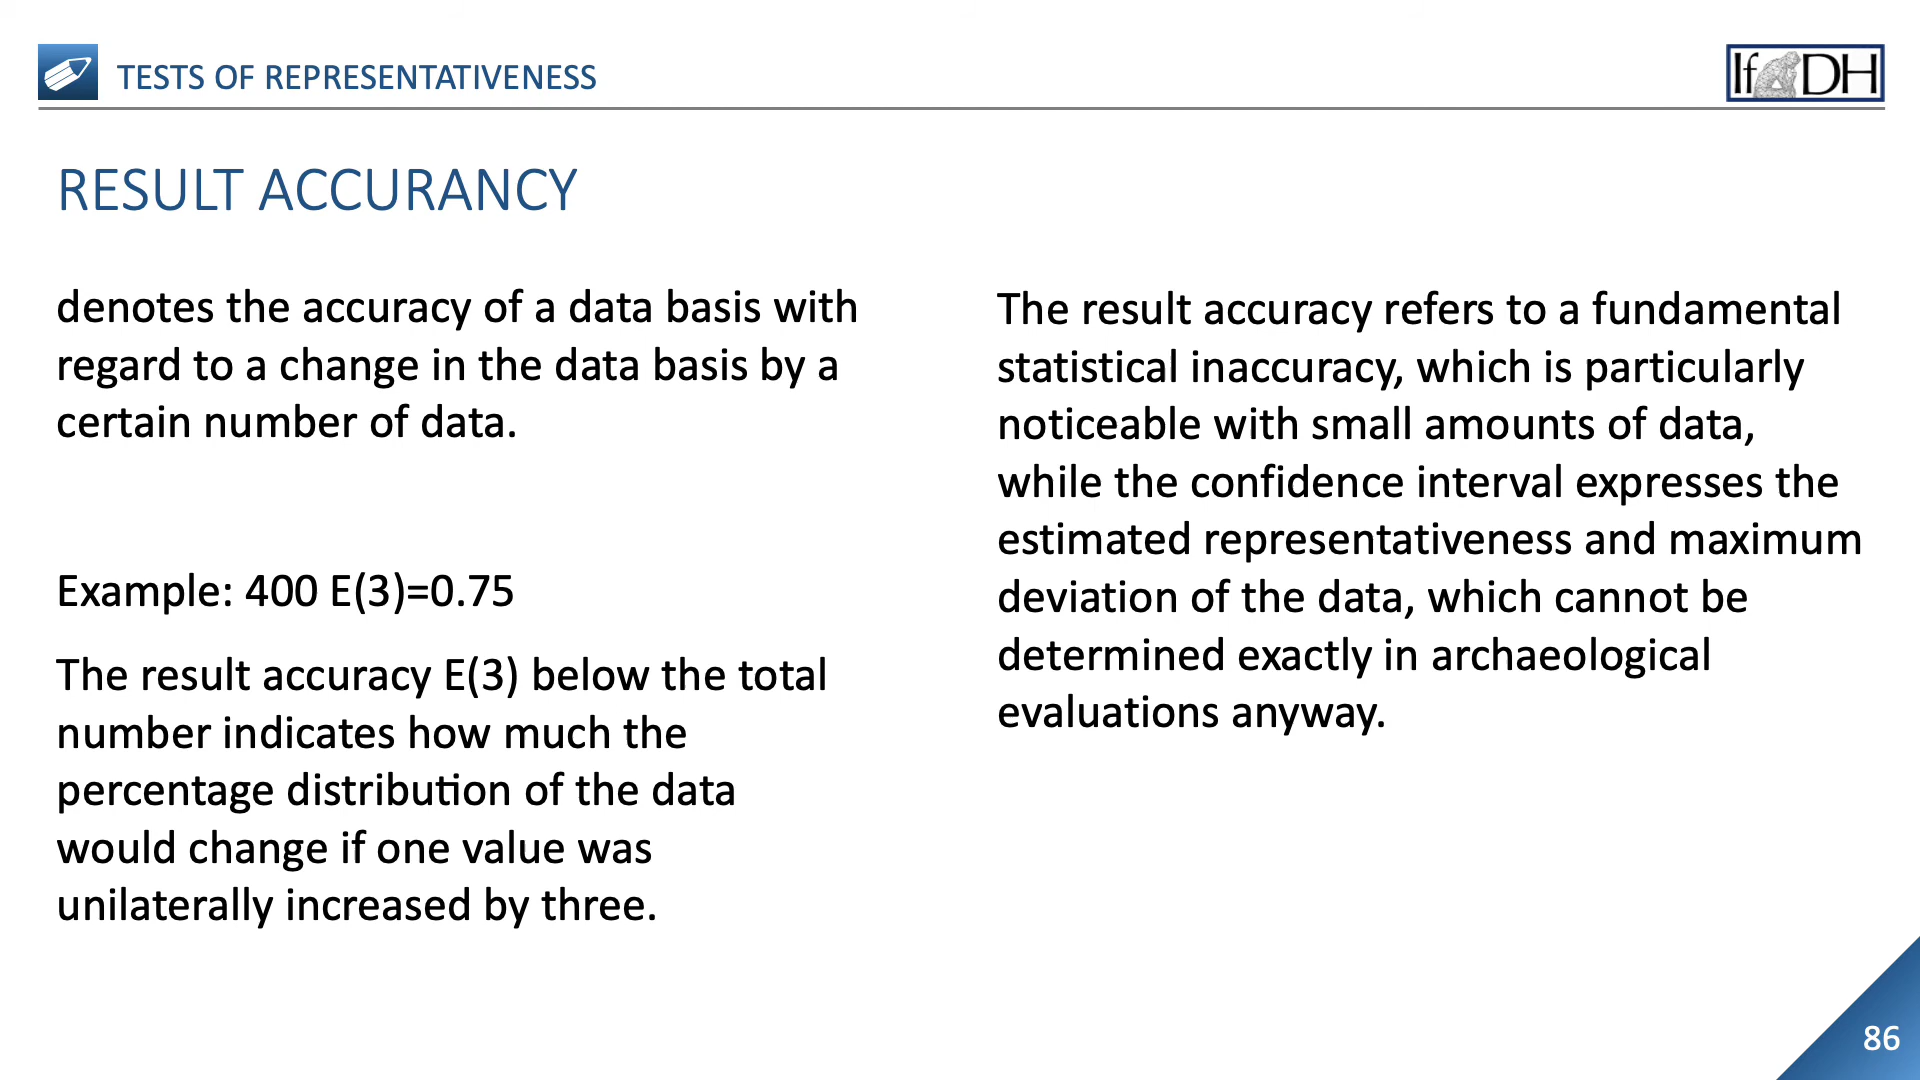 TESTS OF REPRESENTATIVENESS
IfADH
RESULT ACCURANCY
denotes the accuracy of a data basis with
regard to a change in the data basis by a
certain number of data.
Example: 400 E(3)=0.75
The result accuracy E(3) below the total
number indicates how much the
percentage distribution of the data
would change if one value was
unilaterally increased by three.
The result accuracy refers to a fundamental
statistical inaccuracy, which is particularly
noticeable with small amounts of data,
while the confidence interval expresses the
estimated representativeness and maximum
deviation of the data, which cannot be
determined exactly in archaeological
evaluations anyway.
86